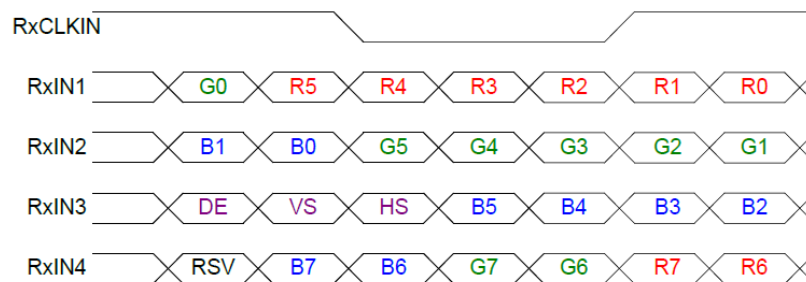 RxCLKIN
RxIN1 G0 R5 R4 R3 R2 R1 R0
RxIN2 B1 B0 G5 G4 G3 G2 G1
RxIN3 DE VS HS B5 B4 B3 B2
RxIN4 RSV B7 B6 G7 G6 R7 R6